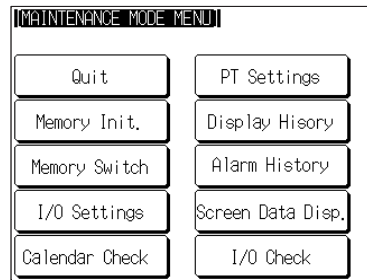 [MAINTENANCE MODE MENU]
Quit
PT Settings
Memory Init.
Display Hisory
Memory Switch
Alarm History
I/O Settings
Screen Data Disp.
Calendar Check
I/O Check